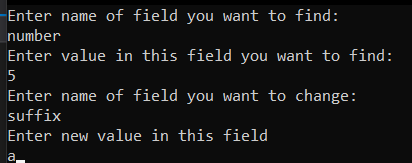 Enter name of field you want to find:
number
Enter value in this field you want to find:
5
Enter name of field you want to change:
suffix
Enter new value in this field
a